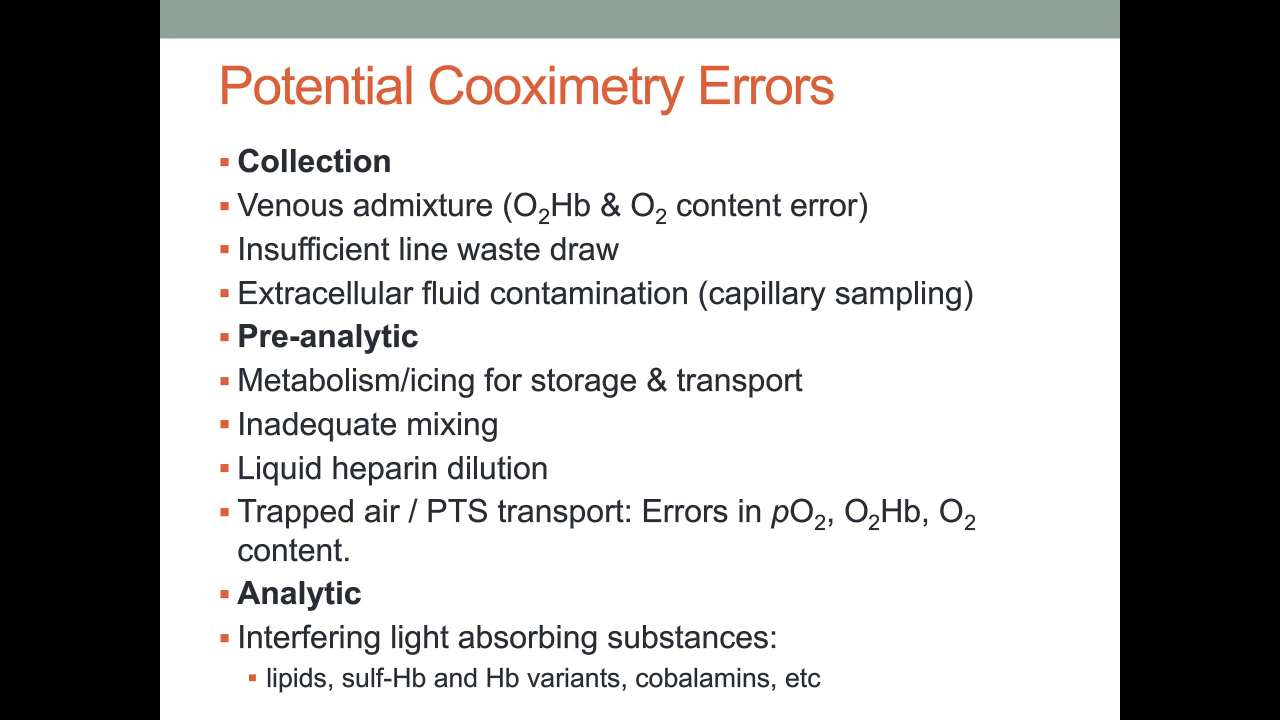 Potential Cooximetry Errors
▪ Collection
▪ Venous admixture (O₂Hb & O₂ content error)
▪ Insufficient line waste draw
▪ Extracellular fluid contamination (capillary sampling)
▪ Pre-analytic
▪ Metabolism/icing for storage & transport
▪ Inadequate mixing
▪ Liquid heparin dilution
▪ Trapped air / PTS transport: Errors in pO₂, O₂Hb, O₂
content.
▪ Analytic
▪ Interfering light absorbing substances:
▪ lipids, sulf-Hb and Hb variants, cobalamins, etc